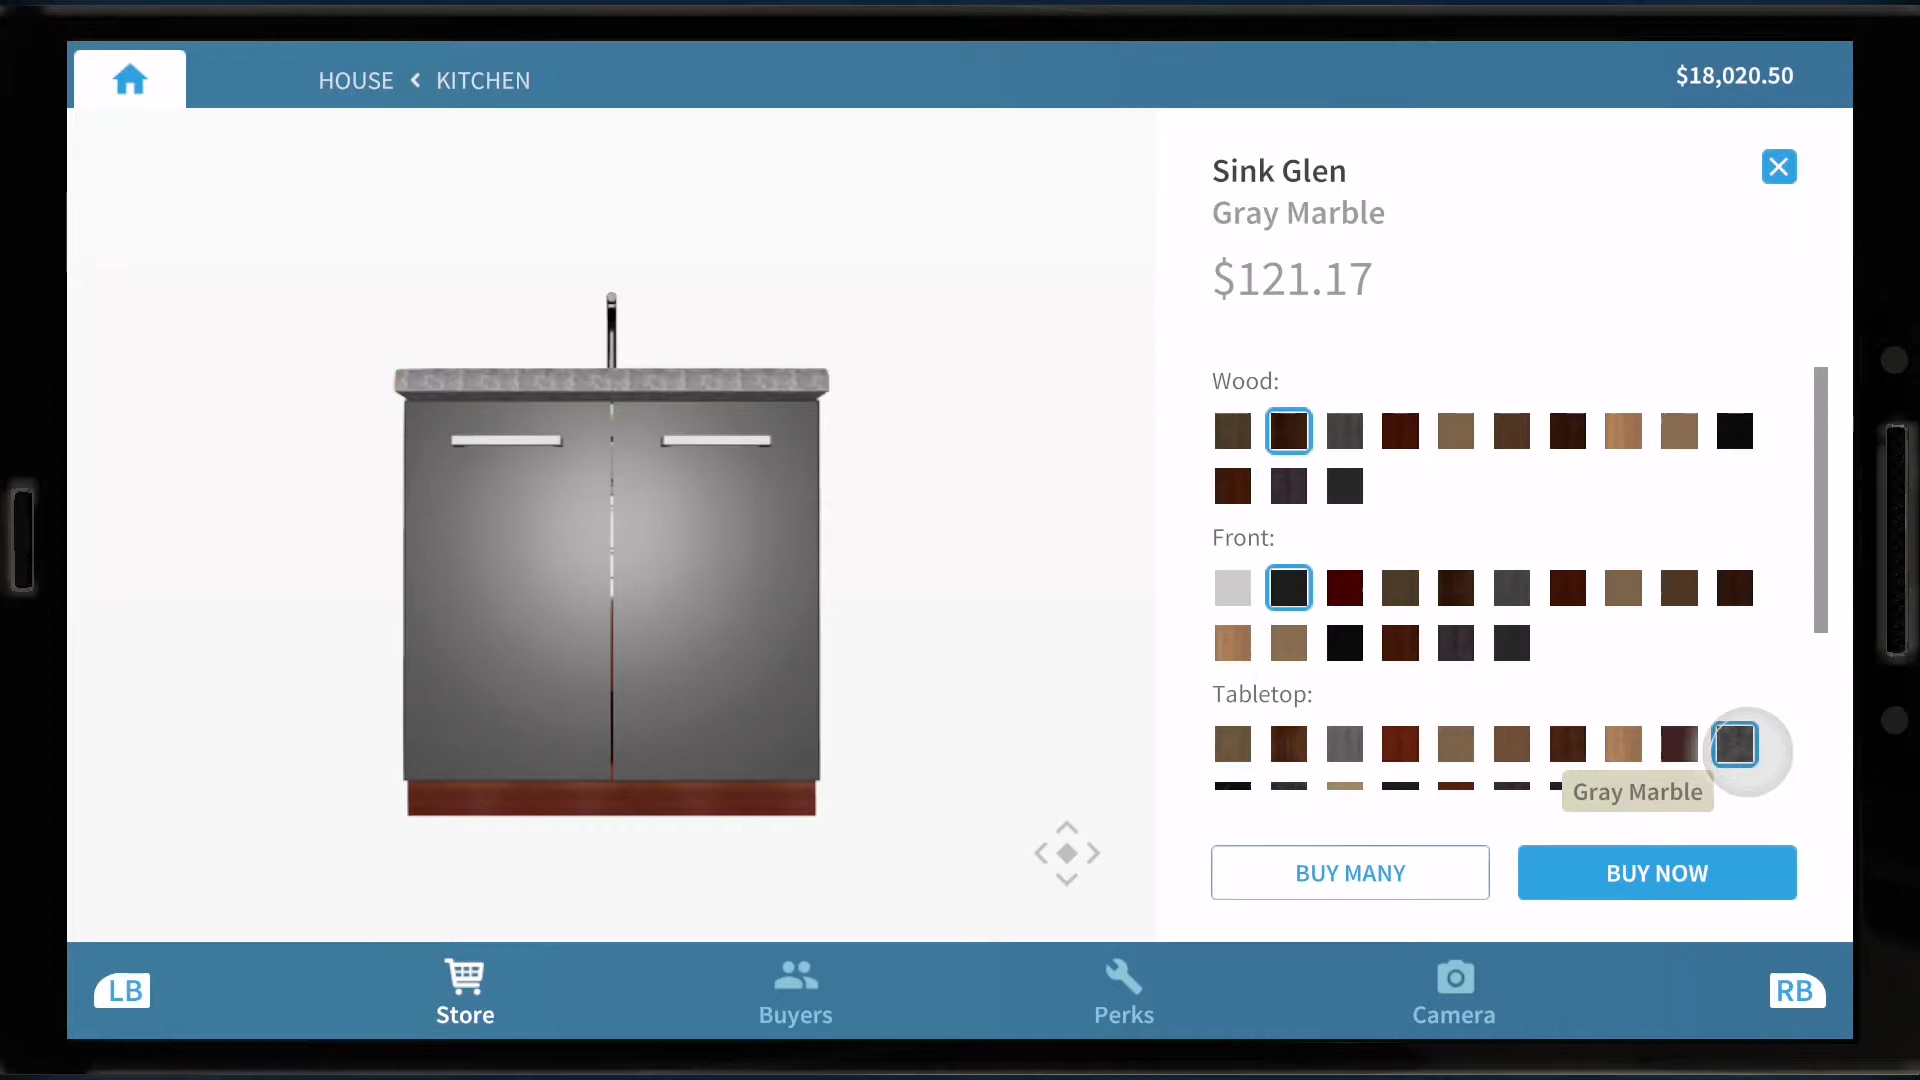 HOUSE < KITCHEN
$18,020.50
Sink Glen
Gray Marble
$121.17
Wood:
Front:
Tabletop:
Gray Marble
BUY MANY
BUY NOW
LB
Store
Buyers
Perks
Camera
RB